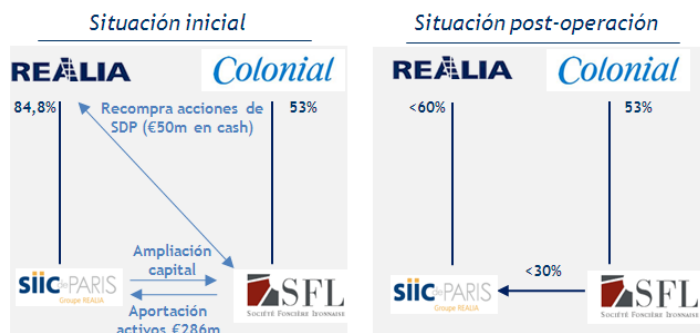 Situación inicial
Situación post-operación
REALIA
Colonial
84,8%
Recompra acciones de
SDP (€50m en cash)
53%
Ampliación
capital
siic de PARIS
Groupe REALIA
SFL
SOCIÉTÉ FONCIÈRE LYONNAISE
Aportación
activos €286m
REALIA
Colonial
<60%
53%
<30%
siic de PARIS
Groupe REALIA
SFL
SOCIÉTÉ FONCIÈRE LYONNAISE